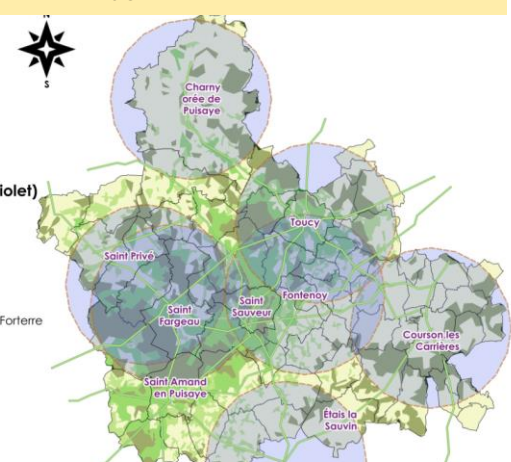 S
Charny
orée de
Puisaye
iolet)
Toucy
Saint Privé
Forterre
Saint
Fargeau
Saint
Sauveur
Fontenoy
Courson les
Carrières
Saint Amand
en Puisaye
Étais la
Sauvin